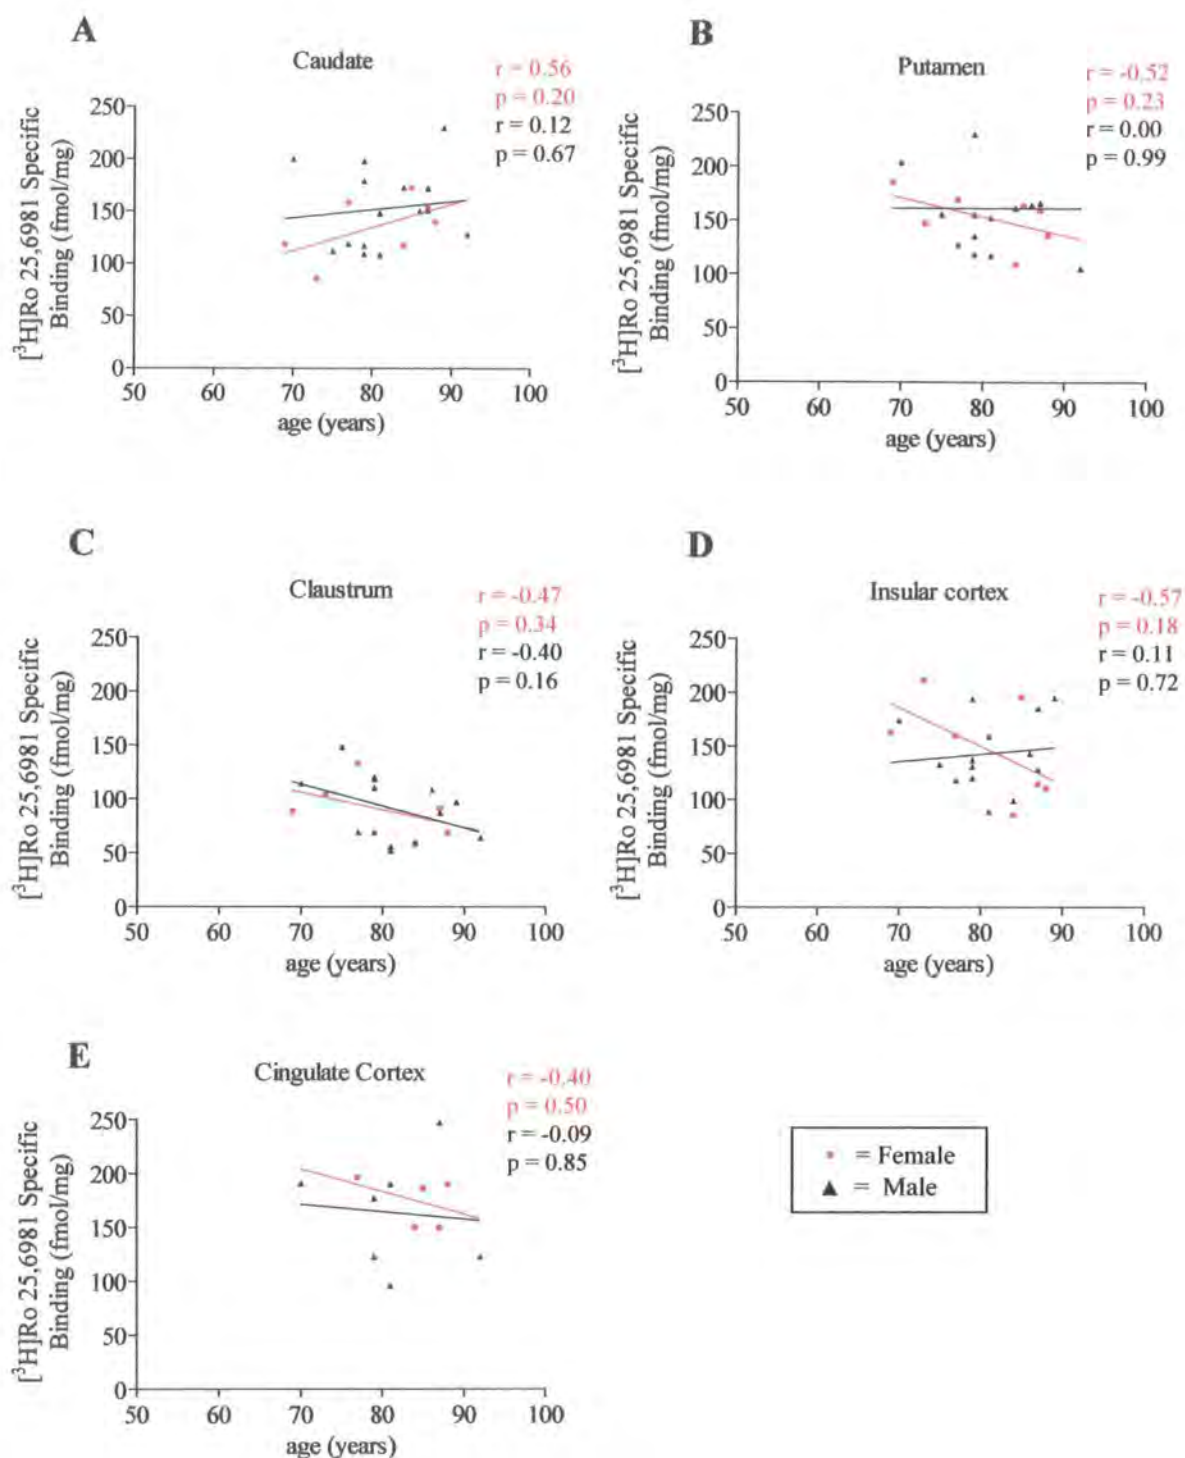 A
Caudate
r = 0.56
p = 0.20
r = 0.12
p = 0.67
[³H]Ro 25,6981 Specific
Binding (fmol/mg)
250
200
150
100
50
0
50 60 70 80 90 100
age (years)
B
Putamen
r = -0.52
p = 0.23
r = 0.00
p = 0.99
[³H]Ro 25,6981 Specific
Binding (fmol/mg)
250
200
150
100
50
0
50 60 70 80 90 100
age (years)
C
Claustrum
r = -0.47
p = 0.34
r = -0.40
p = 0.16
[³H]Ro 25,6981 Specific
Binding (fmol/mg)
250
200
150
100
50
0
50 60 70 80 90 100
age (years)
D
Insular cortex
r = -0.57
p = 0.18
r = 0.11
p = 0.72
[³H]Ro 25,6981 Specific
Binding (fmol/mg)
250
200
150
100
50
0
50 60 70 80 90 100
age (years)
E
Cingulate Cortex
r = -0.40
p = 0.50
r = -0.09
p = 0.85
[³H]Ro 25,6981 Specific
Binding (fmol/mg)
250
200
150
100
50
0
50 60 70 80 90 100
age (years)
= Female
= Male